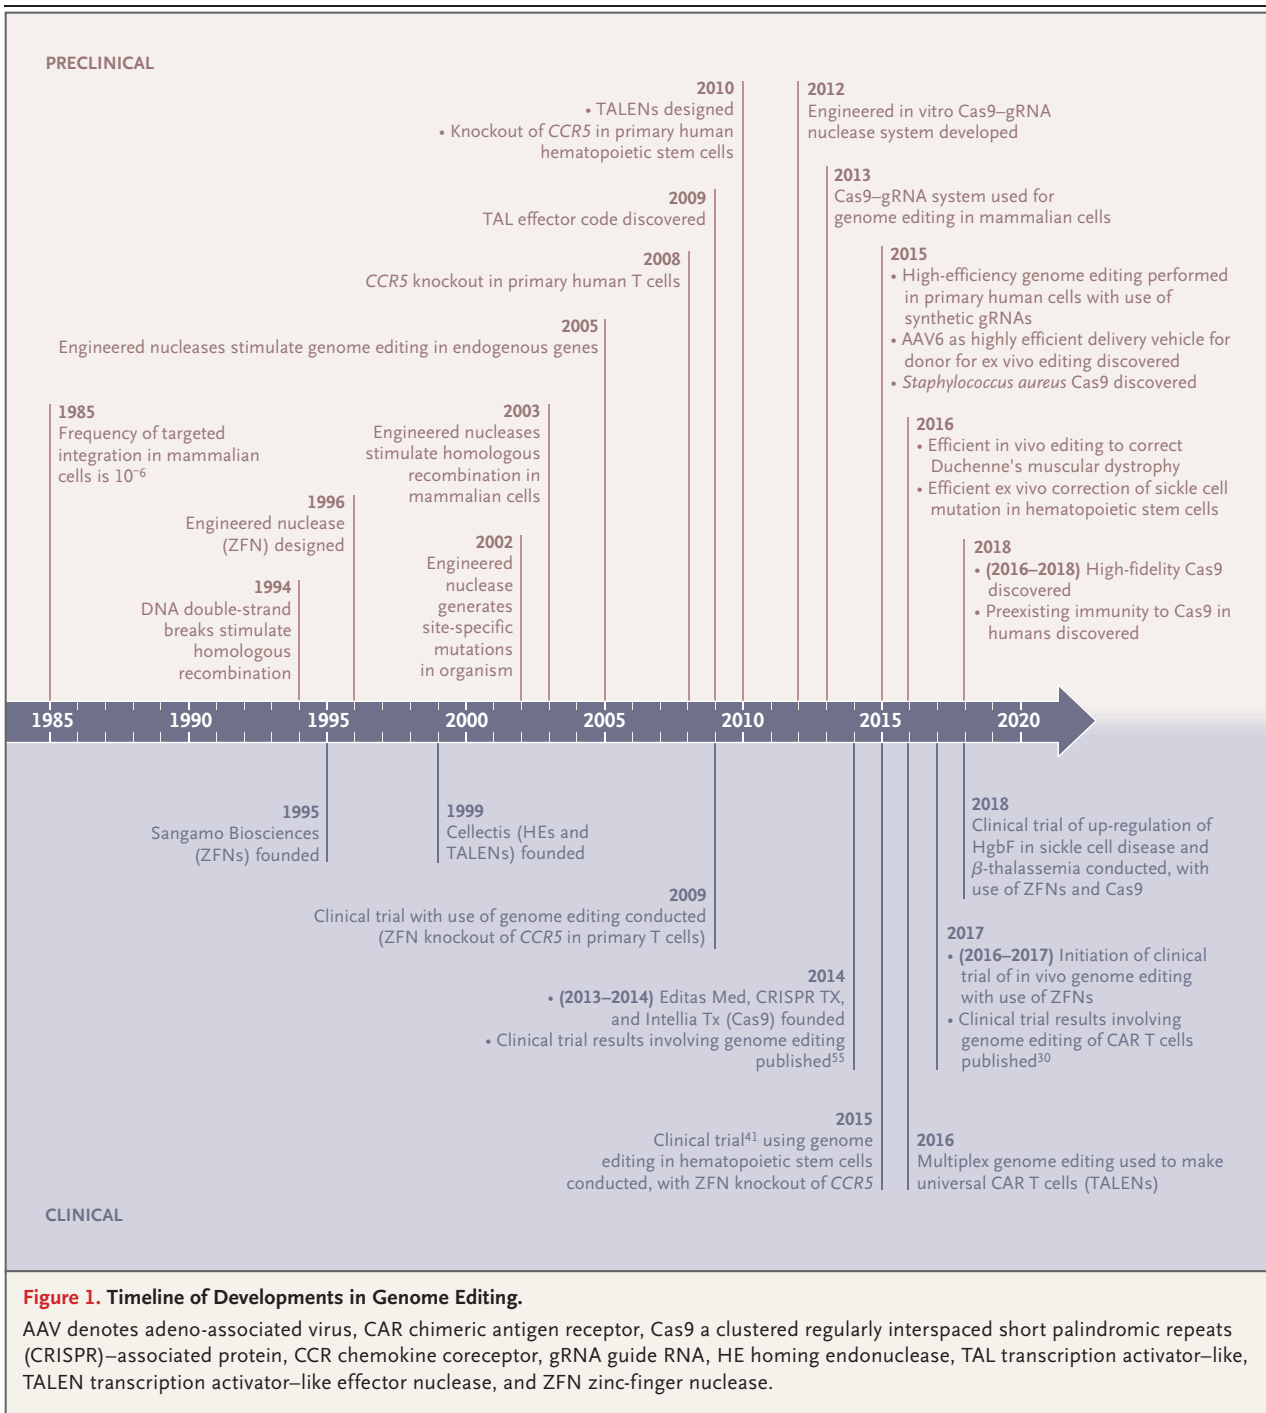 PRECLINICAL
2010
• TALENs designed
• Knockout of CCR5 in primary human
hematopoietic stem cells
2012
Engineered in vitro Cas9–gRNA
nuclease system developed
2009
TAL effector code discovered
2013
Cas9–gRNA system used for
genome editing in mammalian cells
2008
CCR5 knockout in primary human T cells
2015
• High-efficiency genome editing performed
in primary human cells with use of
synthetic gRNAs
• AAV6 as highly efficient delivery vehicle for
donor for ex vivo editing discovered
• Staphylococcus aureus Cas9 discovered
2005
Engineered nucleases stimulate genome editing in endogenous genes
1985
Frequency of targeted
integration in mammalian
cells is 10⁻⁶
2003
Engineered nucleases
stimulate homologous
recombination in
mammalian cells
2016
• Efficient in vivo editing to correct
Duchenne's muscular dystrophy
• Efficient ex vivo correction of sickle cell
mutation in hematopoietic stem cells
1996
Engineered nuclease
(ZFN) designed
2002
Engineered
nuclease
generates
site-specific
mutations
in organism
2018
• (2016–2018) High-fidelity Cas9
discovered
• Preexisting immunity to Cas9 in
humans discovered
1994
DNA double-strand
breaks stimulate
homologous
recombination
1985 1990 1995 2000 2005 2010 2015 2020
1995
Sangamo Biosciences
(ZFNs) founded
1999
Cellectis (HEs and
TALENs) founded
2018
Clinical trial of up-regulation of
HgbF in sickle cell disease and
β-thalassemia conducted, with
use of ZFNs and Cas9
2009
Clinical trial with use of genome editing conducted
(ZFN knockout of CCR5 in primary T cells)
2017
• (2016–2017) Initiation of clinical
trial of in vivo genome editing
with use of ZFNs
• Clinical trial results involving
genome editing of CAR T cells
published³⁰
2014
• (2013–2014) Editas Med, CRISPR TX,
and Intellia Tx (Cas9) founded
• Clinical trial results involving genome editing
published⁵⁵
2015
Clinical trial⁴¹ using genome
editing in hematopoietic stem cells
conducted, with ZFN knockout of CCR5
2016
Multiplex genome editing used to make
universal CAR T cells (TALENs)
CLINICAL
Figure 1. Timeline of Developments in Genome Editing.
AAV denotes adeno-associated virus, CAR chimeric antigen receptor, Cas9 a clustered regularly interspaced short palindromic repeats
(CRISPR)–associated protein, CCR chemokine coreceptor, gRNA guide RNA, HE homing endonuclease, TAL transcription activator–like,
TALEN transcription activator–like effector nuclease, and ZFN zinc-finger nuclease.